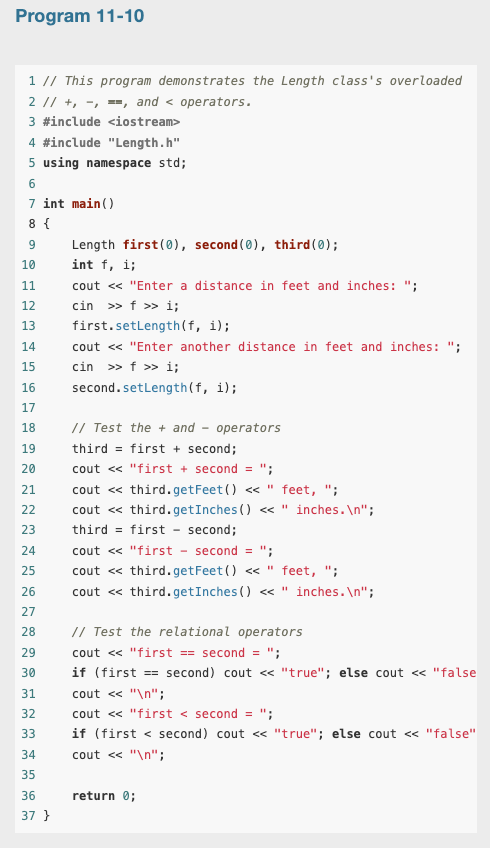 Program 11-10
1 // This program demonstrates the Length class's overloaded
2 // +, −, ==, and < operators.
3 #include <iostream>
4 #include "Length.h"
5 using namespace std;
6
7 int main()
8 {
9     Length first(0), second(0), third(0);
10     int f, i;
11     cout << "Enter a distance in feet and inches: ";
12     cin  >> f >> i;
13     first.setLength(f, i);
14     cout << "Enter another distance in feet and inches: ";
15     cin  >> f >> i;
16     second.setLength(f, i);
17
18     // Test the + and − operators
19     third = first + second;
20     cout << "first + second = ";
21     cout << third.getFeet() << " feet, ";
22     cout << third.getInches() << " inches.\n";
23     third = first − second;
24     cout << "first − second = ";
25     cout << third.getFeet() << " feet, ";
26     cout << third.getInches() << " inches.\n";
27
28     // Test the relational operators
29     cout << "first == second = ";
30     if (first == second) cout << "true"; else cout << "false
31     cout << "\n";
32     cout << "first < second = ";
33     if (first < second) cout << "true"; else cout << "false"
34     cout << "\n";
35
36     return 0;
37 }